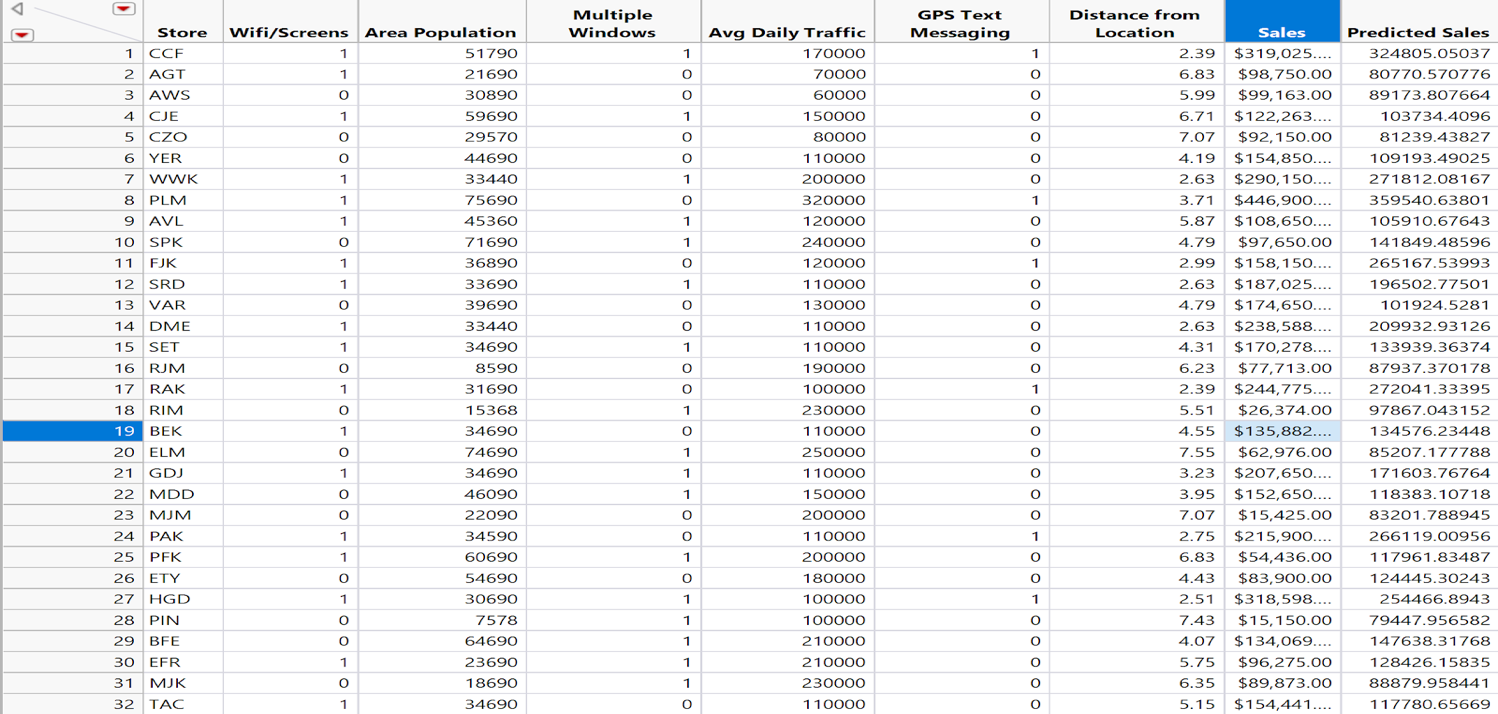 Store Wifi/Screens Area Population Multiple Windows Avg Daily Traffic GPS Text Messaging Distance from Location Sales Predicted Sales
1 CCF 1 51790 1 170000 1 2.39 $319,025.... 324805.05037
2 AGT 1 21690 0 70000 0 6.83 $98,750.00 80770.570776
3 AWS 0 30890 0 60000 0 5.99 $99,163.00 89173.807664
4 CJE 1 59690 1 150000 0 6.71 $122,263.... 103734.4096
5 CZO 0 29570 0 80000 0 7.07 $92,150.00 81239.43827
6 YER 0 44690 0 110000 0 4.19 $154,850.... 109193.49025
7 WWK 1 33440 1 200000 0 2.63 $290,150.... 271812.08167
8 PLM 1 75690 0 320000 1 3.71 $446,900.... 359540.63801
9 AVL 1 45360 1 120000 0 5.87 $108,650.... 105910.67643
10 SPK 0 71690 1 240000 0 4.79 $97,650.00 141849.48596
11 FJK 1 36890 0 120000 1 2.99 $158,150.... 265167.53993
12 SRD 1 33690 1 110000 0 2.63 $187,025.... 196502.77501
13 VAR 0 39690 0 130000 0 4.79 $174,650.... 101924.5281
14 DME 1 33440 0 110000 0 2.63 $238,588.... 209932.93126
15 SET 1 34690 1 110000 0 4.31 $170,278.... 133939.36374
16 RJM 0 8590 0 190000 0 6.23 $77,713.00 87937.370178
17 RAK 1 31690 0 100000 1 2.39 $244,775.... 272041.33395
18 RIM 0 15368 1 230000 0 5.51 $26,374.00 97867.043152
19 BEK 1 34690 0 110000 0 4.55 $135,882.... 134576.23448
20 ELM 0 74690 1 250000 0 7.55 $62,976.00 85207.177788
21 GDJ 1 34690 1 110000 0 3.23 $207,650.... 171603.76764
22 MDD 0 46090 1 150000 0 3.95 $152,650.... 118383.10718
23 MJM 0 22090 0 200000 0 7.07 $15,425.00 83201.788945
24 PAK 1 34590 0 110000 1 2.75 $215,900.... 266119.00956
25 PFK 1 60690 1 200000 0 6.83 $54,436.00 117961.83487
26 ETY 0 54690 0 180000 0 4.43 $83,900.00 124445.30243
27 HGD 1 30690 1 100000 1 2.51 $318,598.... 254466.8943
28 PIN 0 7578 1 100000 0 7.43 $15,150.00 79447.956582
29 BFE 0 64690 1 210000 0 4.07 $134,069.... 147638.31768
30 EFR 1 23690 1 210000 0 5.75 $96,275.00 128426.15835
31 MJK 0 18690 1 230000 0 6.35 $89,873.00 88879.958441
32 TAC 1 34690 0 110000 0 5.15 $154,441.... 117780.65669